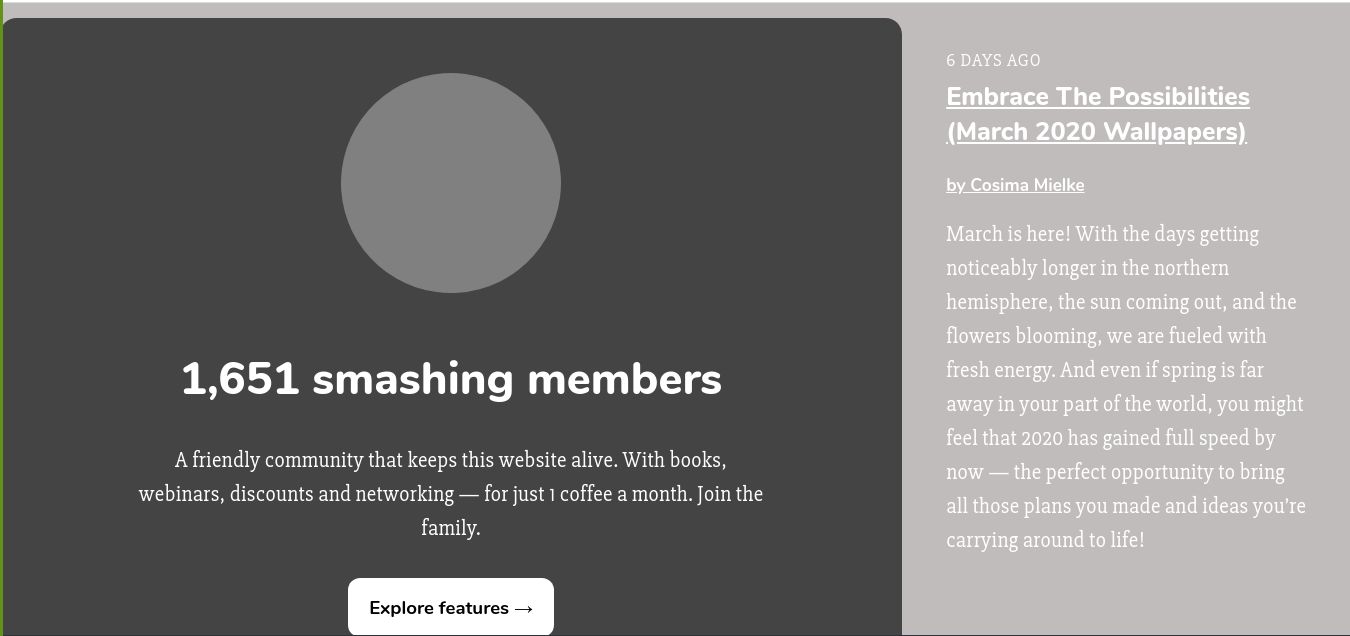 1,651 smashing members
A friendly community that keeps this website alive. With books,
webinars, discounts and networking — for just 1 coffee a month. Join the
family.
Explore features →
6 DAYS AGO
Embrace The Possibilities
(March 2020 Wallpapers)
by Cosima Mielke
March is here! With the days getting
noticeably longer in the northern
hemisphere, the sun coming out, and the
flowers blooming, we are fueled with
fresh energy. And even if spring is far
away in your part of the world, you might
feel that 2020 has gained full speed by
now — the perfect opportunity to bring
all those plans you made and ideas you’re
carrying around to life!